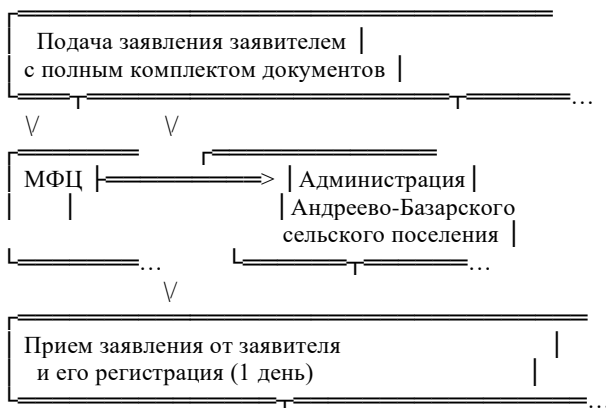 Подача заявления заявителем
с полным комплектом документов
МФЦ
Администрация
Андреево-Базарского
сельского поселения
Прием заявления от заявителя
и его регистрация (1 день)